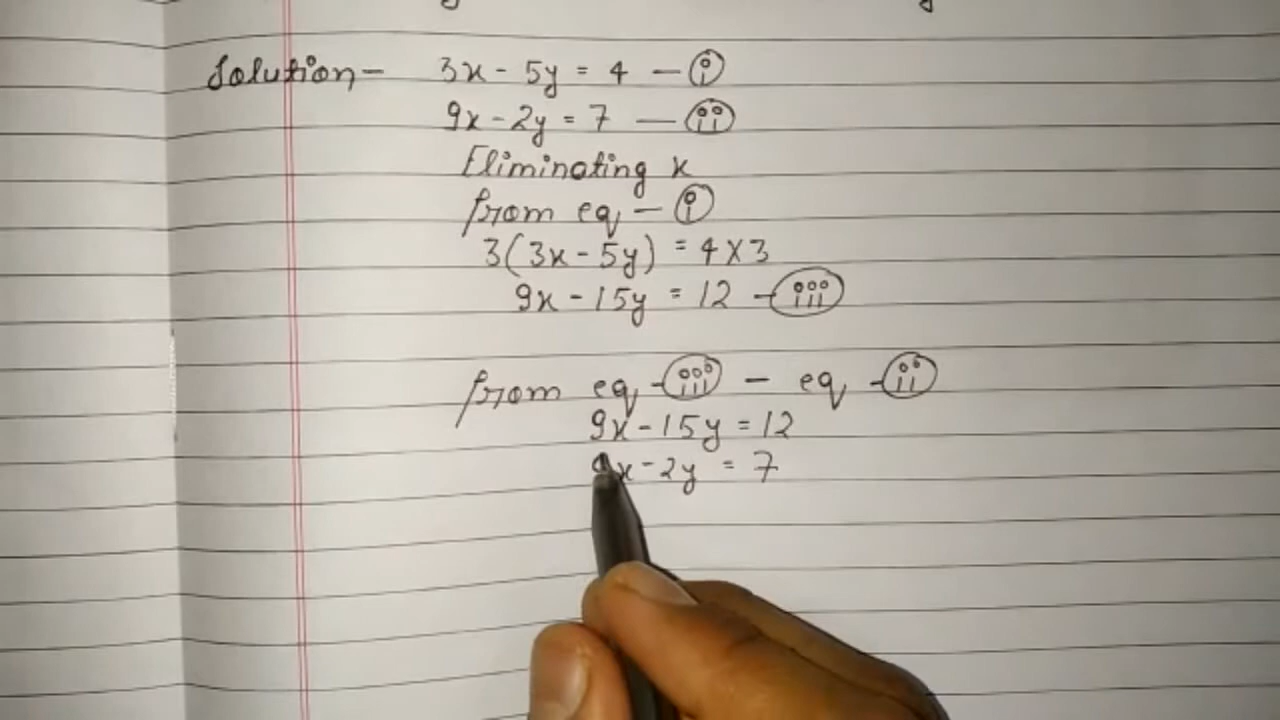 Solution - 3x - 5y = 4 - (i)
9x - 2y = 7 - (ii)
Eliminating x
from eq - (i)
3(3x - 5y) = 4 X 3
9x - 15y = 12 - (iii)
from eq - (iii) - eq - (ii)
9x - 15y = 12
9x - 2y = 7